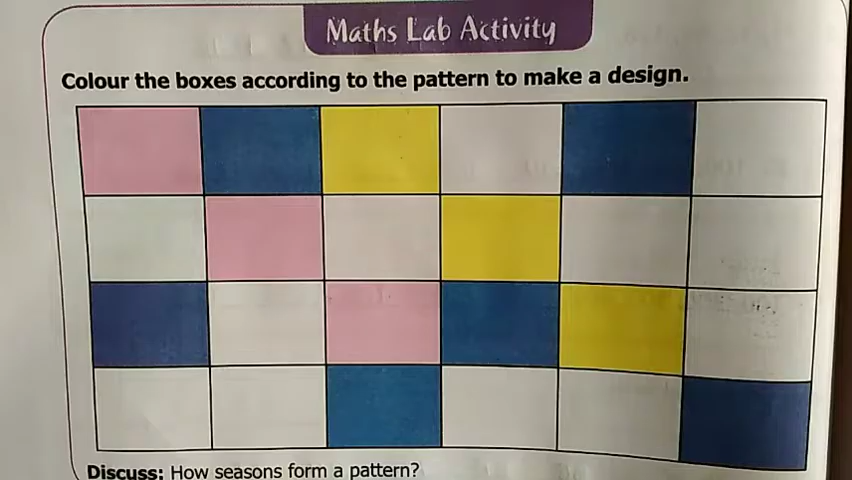 Maths Lab Activity
Colour the boxes according to the pattern to make a design.
Discuss: How seasons form a pattern?